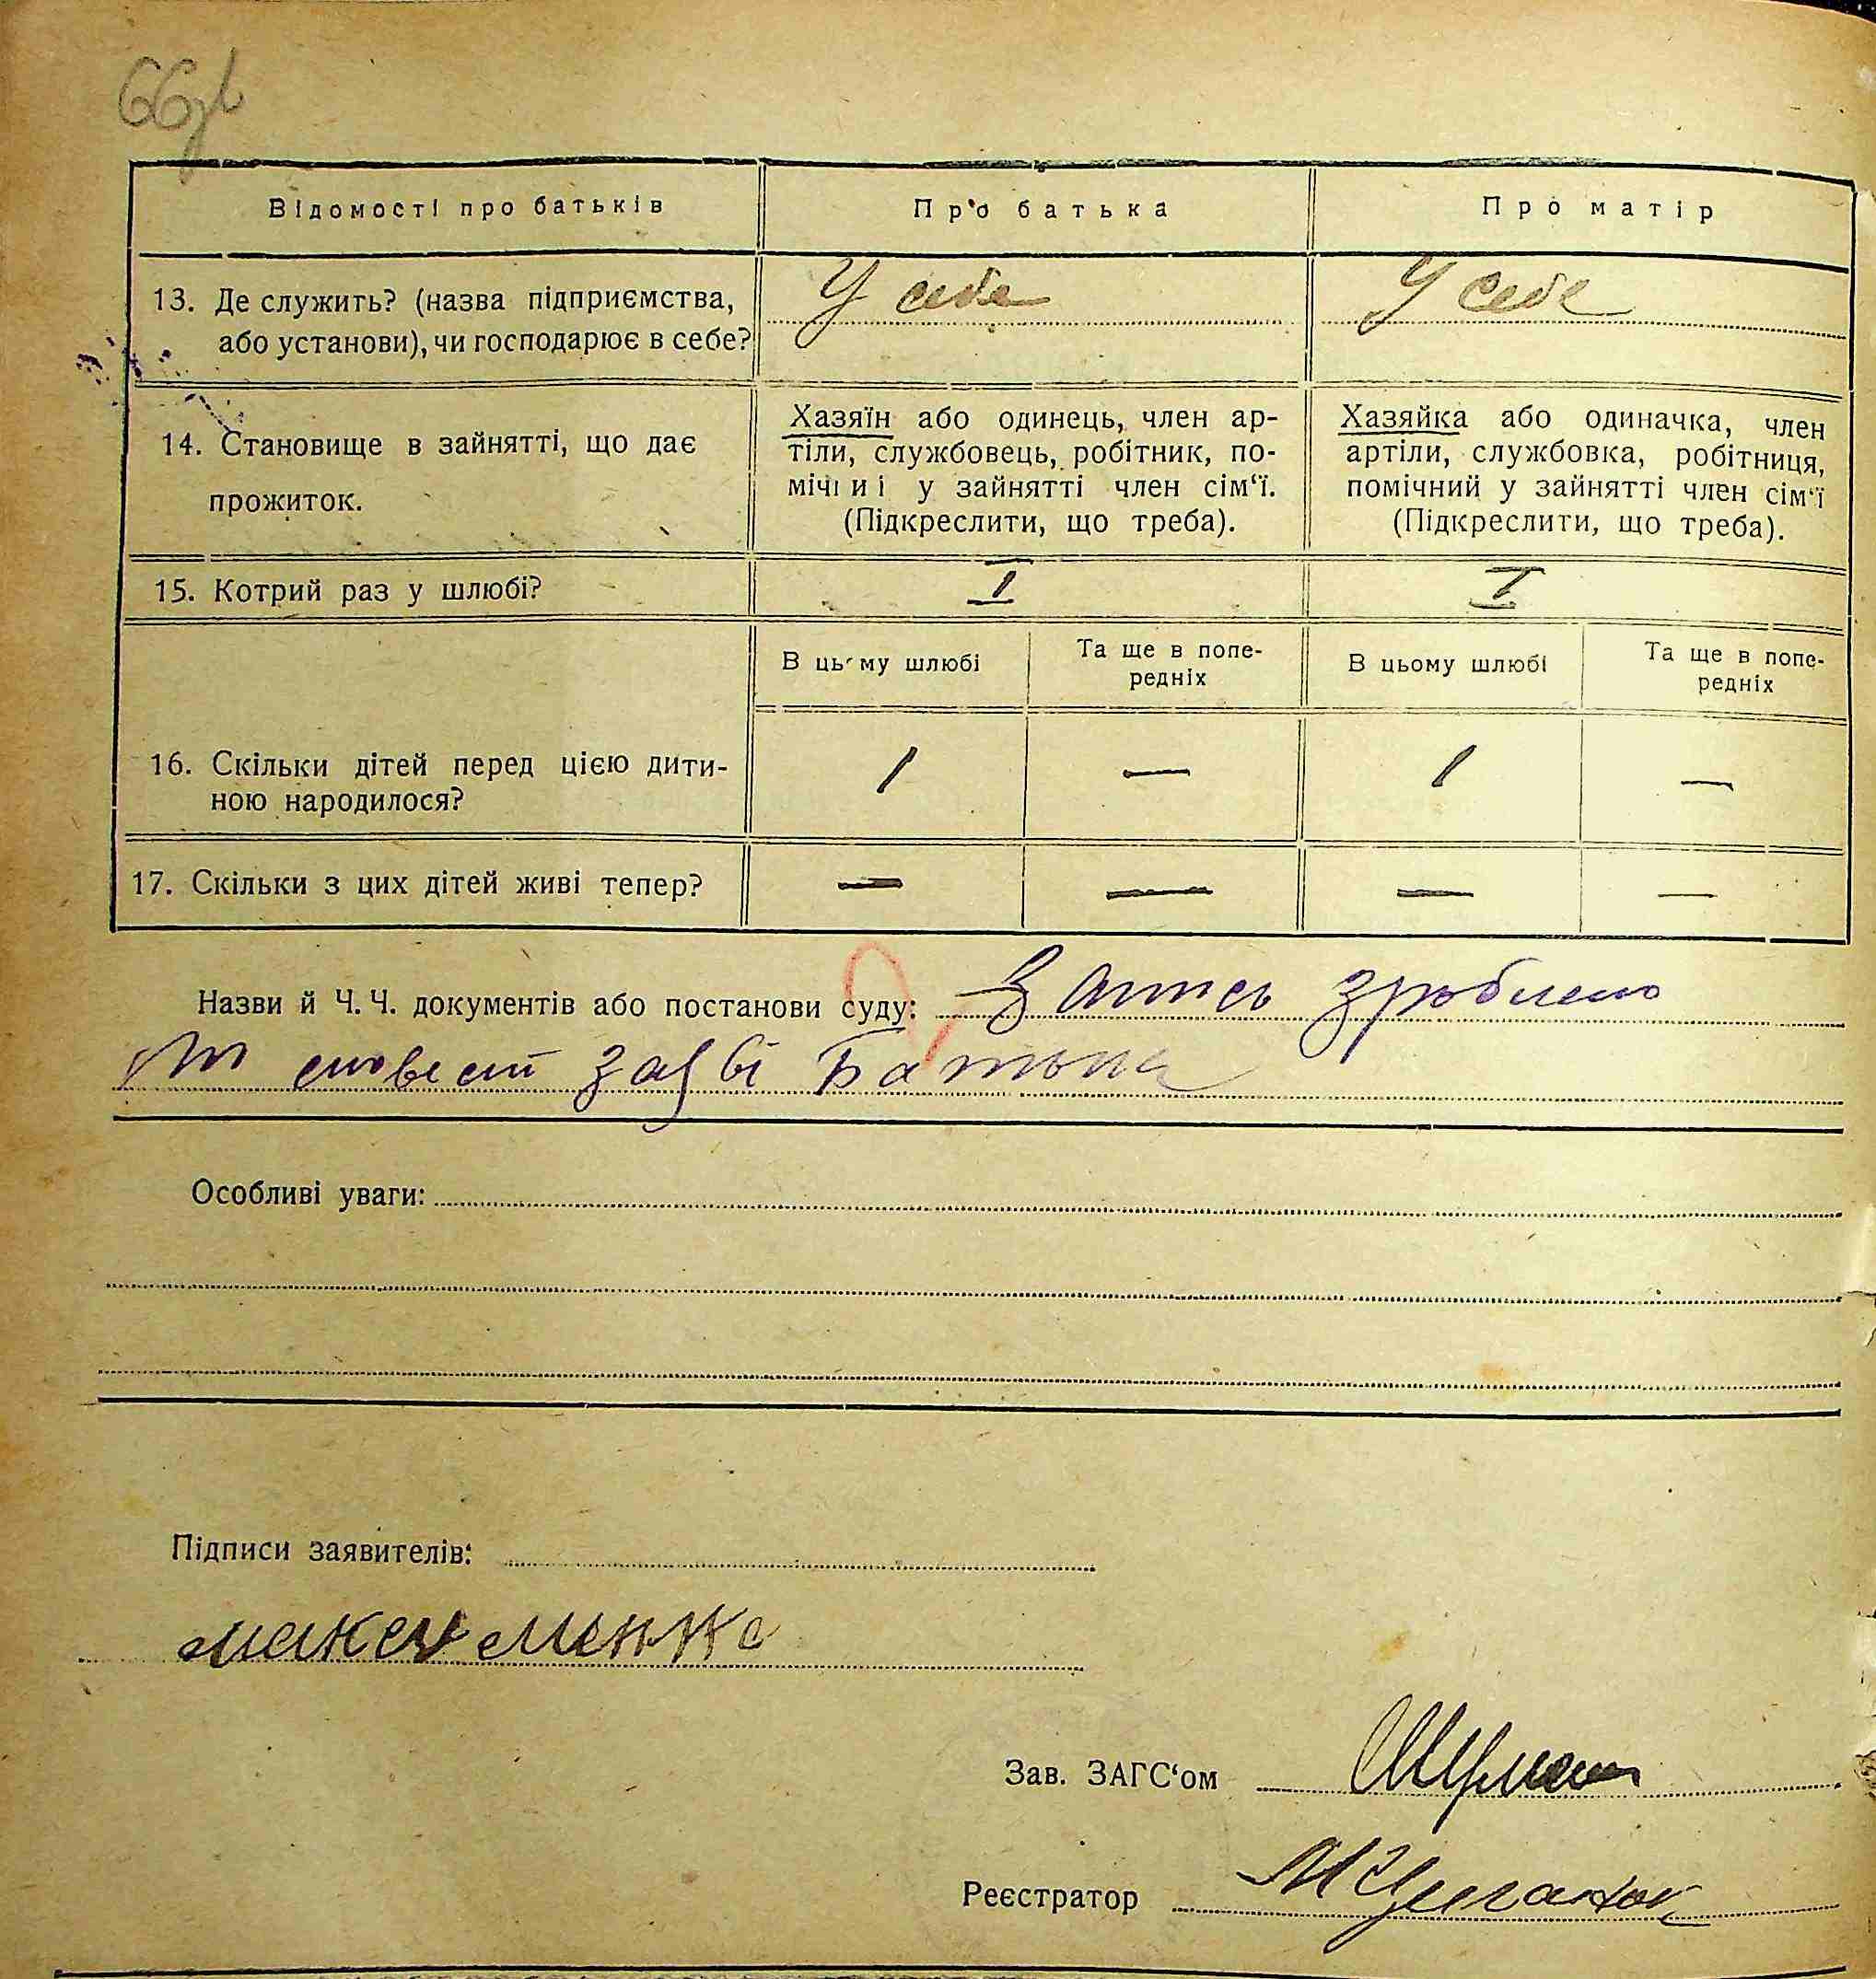 66зв
Відомості про батьків
Про батька
Про матір
13. Де служить? (назва підприємства,
або установи), чи господарює в себе?
У себе
У себе
14. Становище в зайнятті, що дає
прожиток.
Хазяїн або одинець, член ар-
тіли, службовець, робітник, по-
мічниі у зайнятті член сім‘ї.
(Підкреслити, що треба).
Хазяйка або одиначка, член
артіли, службовка, робітниця,
помічний у зайнятті член сім‘ї
(Підкреслити, що треба).
15. Котрий раз у шлюбі?
I
I
В цьому шлюбі
Та ще в попе-
редніх
В цьому шлюбі
Та ще в попе-
редніх
16. Скільки дітей перед цією дити-
ною народилося?
1
—
1
—
17. Скільки з цих дітей живі тепер?
—
—
—
—
Назви й Ч. Ч. документів або постанови суду: Запись зроблено
заяві Батька
Особливі уваги:
Підписи заявителів:
Зав. ЗАГС‘ом
Реєстратор